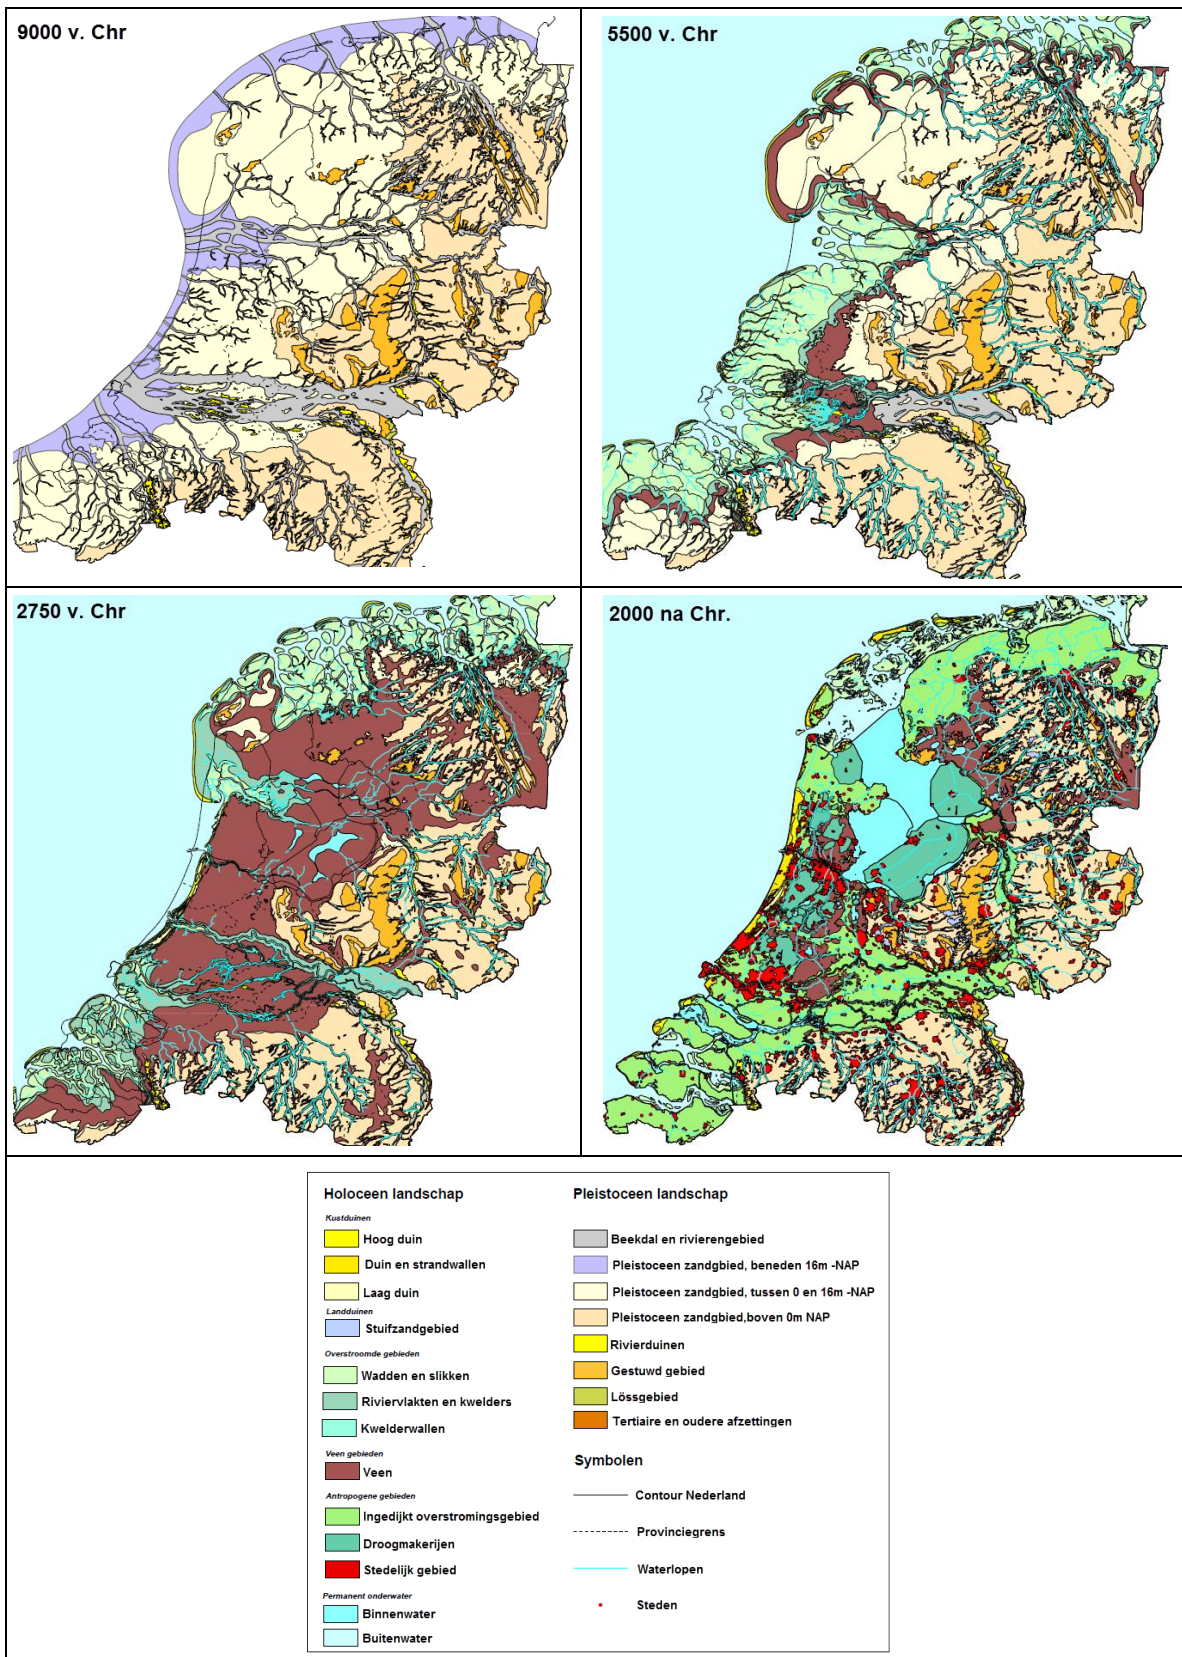 9000 v. Chr
5500 v. Chr
2750 v. Chr
2000 na Chr.
Holoceen landschap
Kustduinen
Hoog duin
Duin en strandwallen
Laag duin
Landduinen
Stuifzandgebied
Overstroomde gebieden
Wadden en slikken
Riviervlakten en kwelders
Kwelderwallen
Veen gebieden
Veen
Antropogene gebieden
Ingedijkt overstromingsgebied
Droogmakerijen
Stedelijk gebied
Permanent onderwater
Binnenwater
Buitenwater
Pleistoceen landschap
Beekdal en rivierengebied
Pleistoceen zandgbied, beneden 16m -NAP
Pleistoceen zandgbied, tussen 0 en 16m -NAP
Pleistoceen zandgbied,boven 0m NAP
Rivierduinen
Gestuwd gebied
Lössgebied
Tertiaire en oudere afzettingen
Symbolen
Contour Nederland
Provinciegrens
Waterlopen
Steden